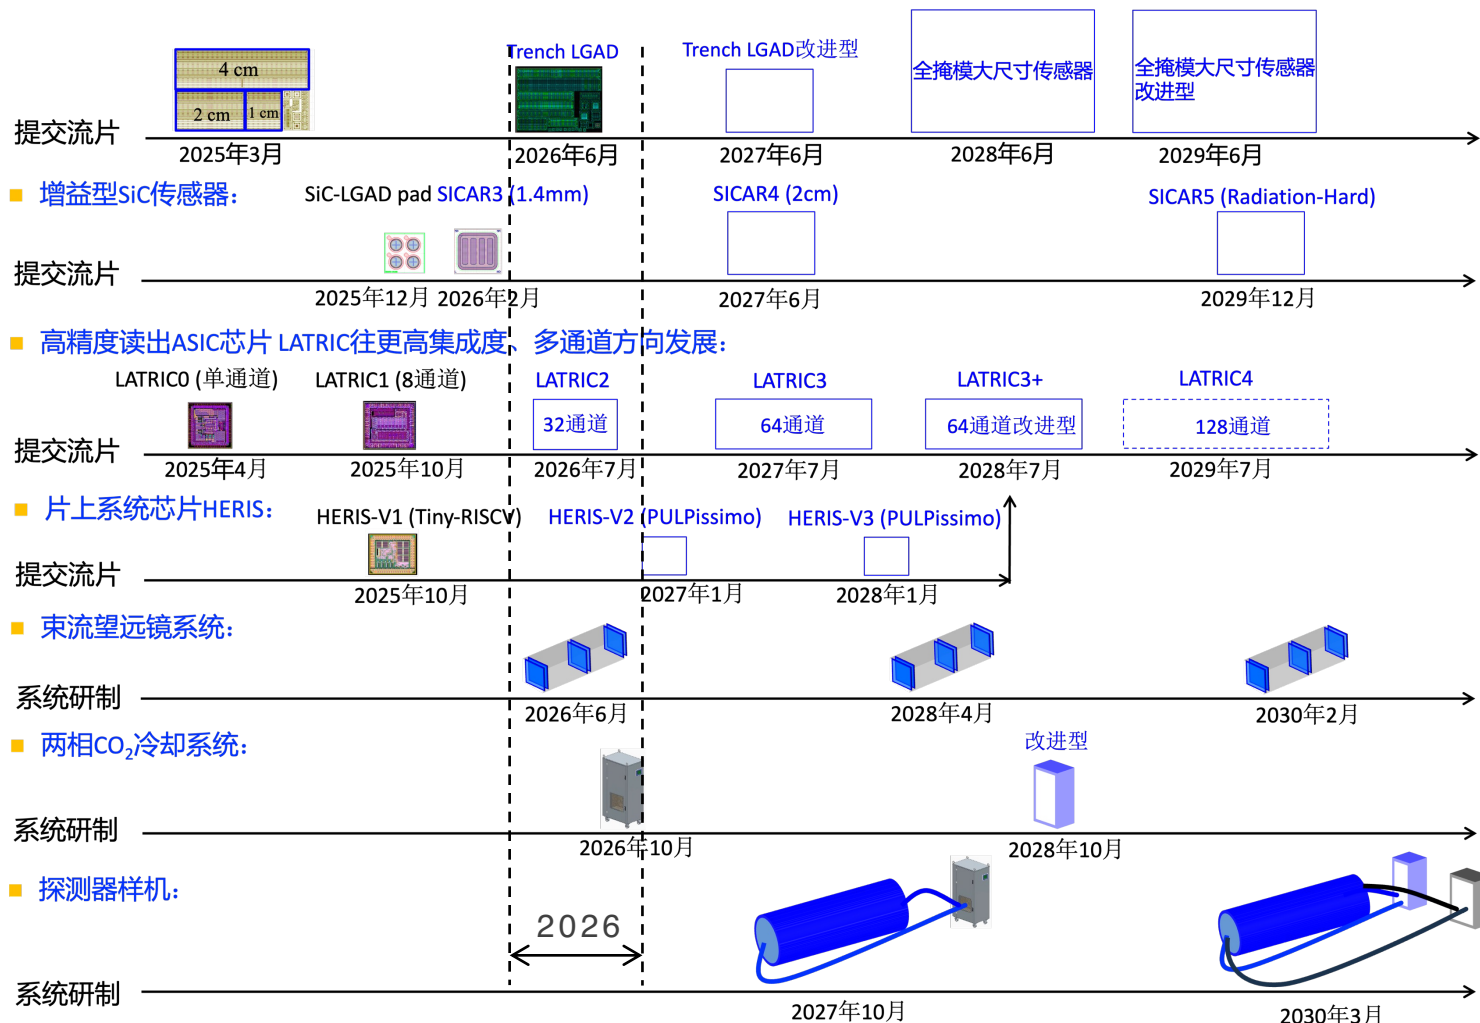 Trench LGAD
Trench LGAD改进型
4 cm
2 cm
1 cm
全掩模大尺寸传感器
全掩模大尺寸传感器
改进型
提交流片
2025年3月
2026年6月
2027年6月
2028年6月
2029年6月
增益型SiC传感器：
SiC-LGAD pad SICAR3 (1.4mm)
SICAR4 (2cm)
SICAR5 (Radiation-Hard)
提交流片
2025年12月
2026年2月
2027年6月
2029年12月
高精度读出ASIC芯片 LATRIC往更高集成度、多通道方向发展：
LATRIC0 (单通道)
LATRIC1 (8通道)
LATRIC2
LATRIC3
LATRIC3+
LATRIC4
32通道
64通道
64通道改进型
128通道
提交流片
2025年4月
2025年10月
2026年7月
2027年7月
2028年7月
2029年7月
片上系统芯片HERIS：
HERIS-V1 (Tiny-RISCV)
HERIS-V2 (PULPissimo)
HERIS-V3 (PULPissimo)
提交流片
2025年10月
2027年1月
2028年1月
束流望远镜系统：
系统研制
2026年6月
2028年4月
2030年2月
两相CO₂冷却系统：
改进型
系统研制
2026年10月
2028年10月
探测器样机：
2026
系统研制
2027年10月
2030年3月